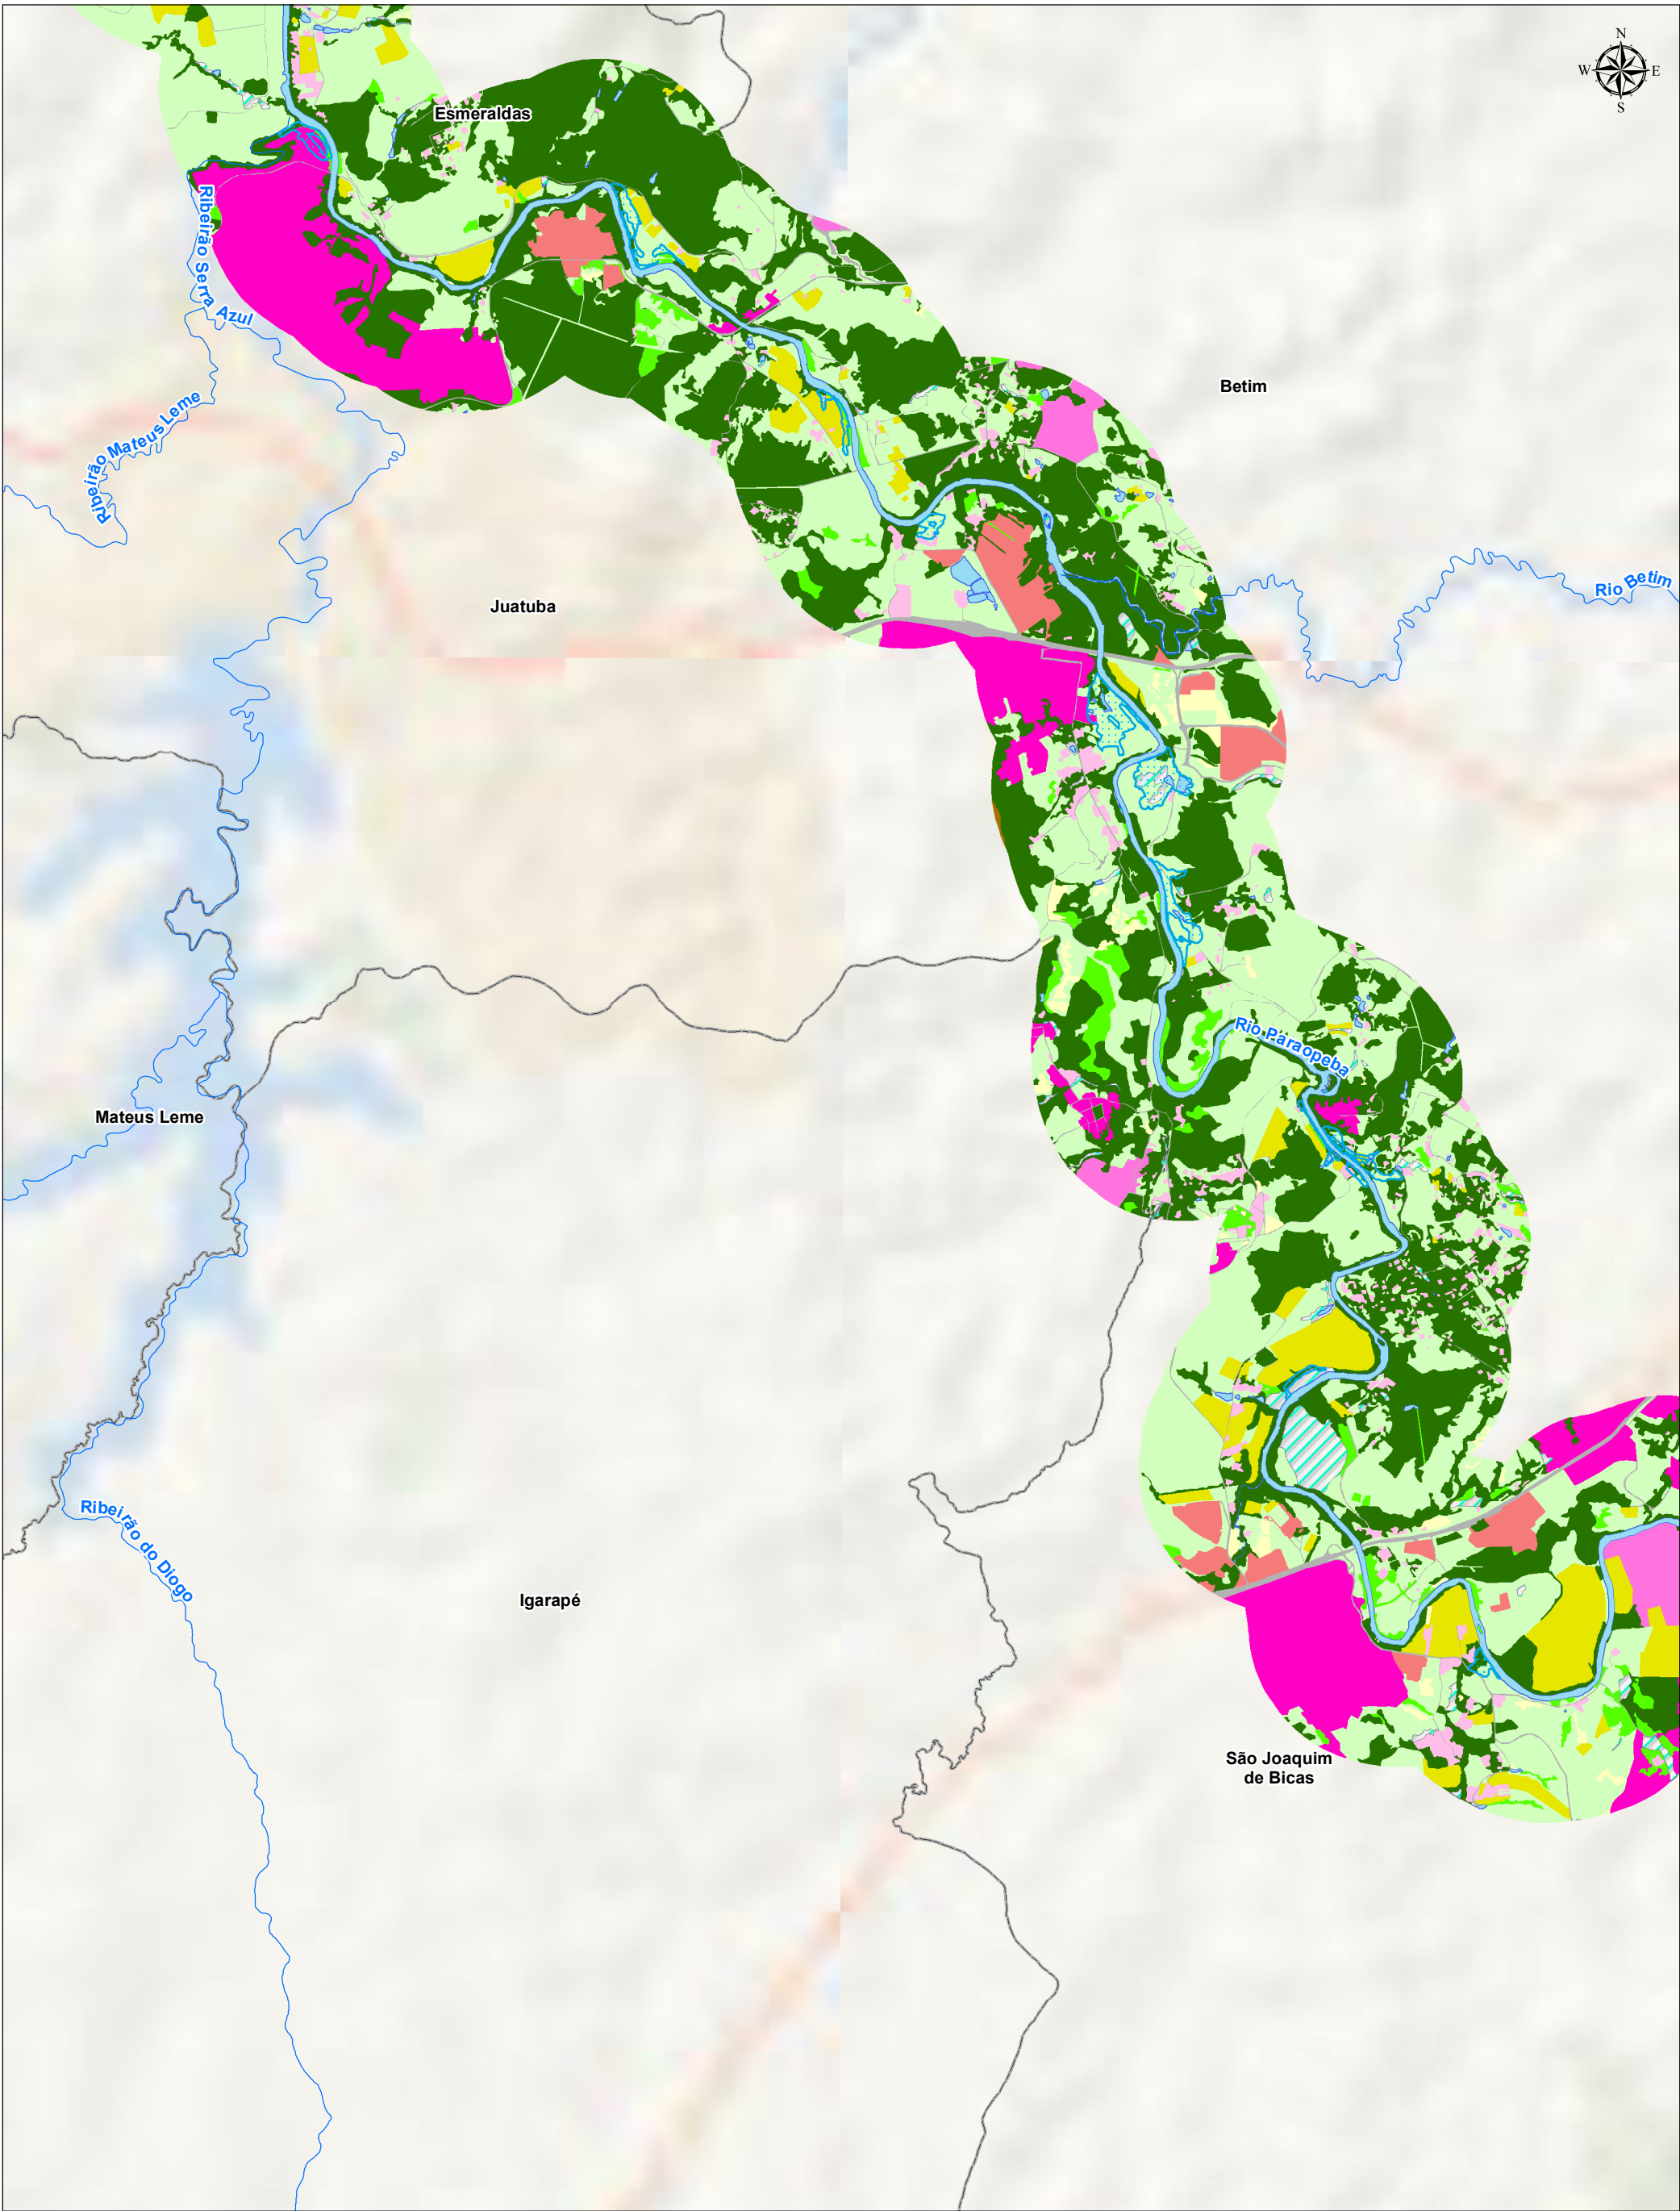 N
W E
S
Esmeraldas
Ribeirão Serra Azul
Betim
Ribeirão Mateus Leme
Rio Betim
Juatuba
Rio Paraopeba
Mateus Leme
Ribeirão do Diogo
Igarapé
São Joaquim
de Bicas